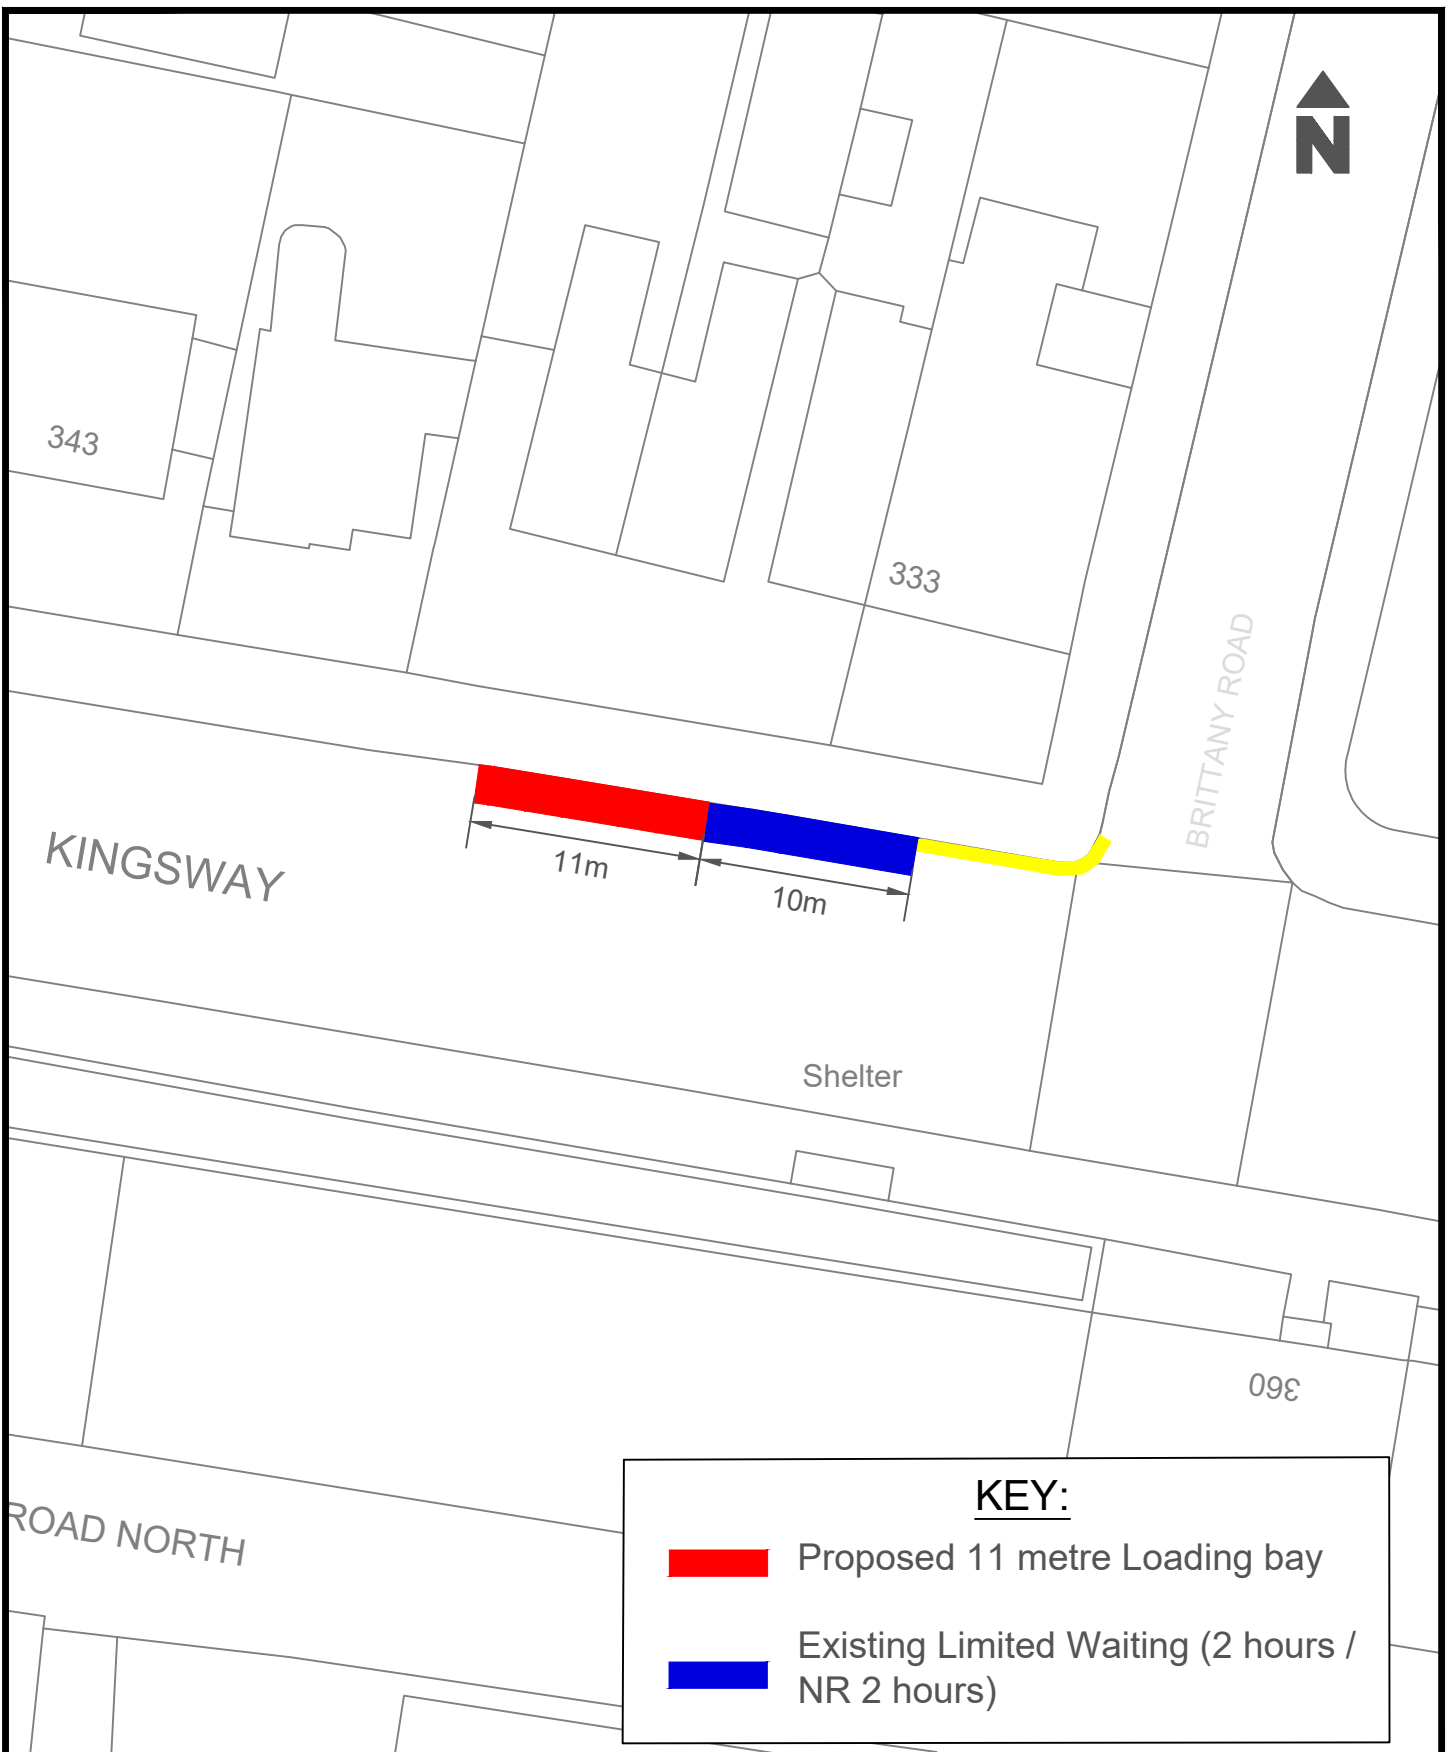 N
343
333
BRITTANY ROAD
KINGSWAY
11m
10m
Shelter
360
ROAD NORTH
KEY:
Proposed 11 metre Loading bay
Existing Limited Waiting (2 hours /
NR 2 hours)